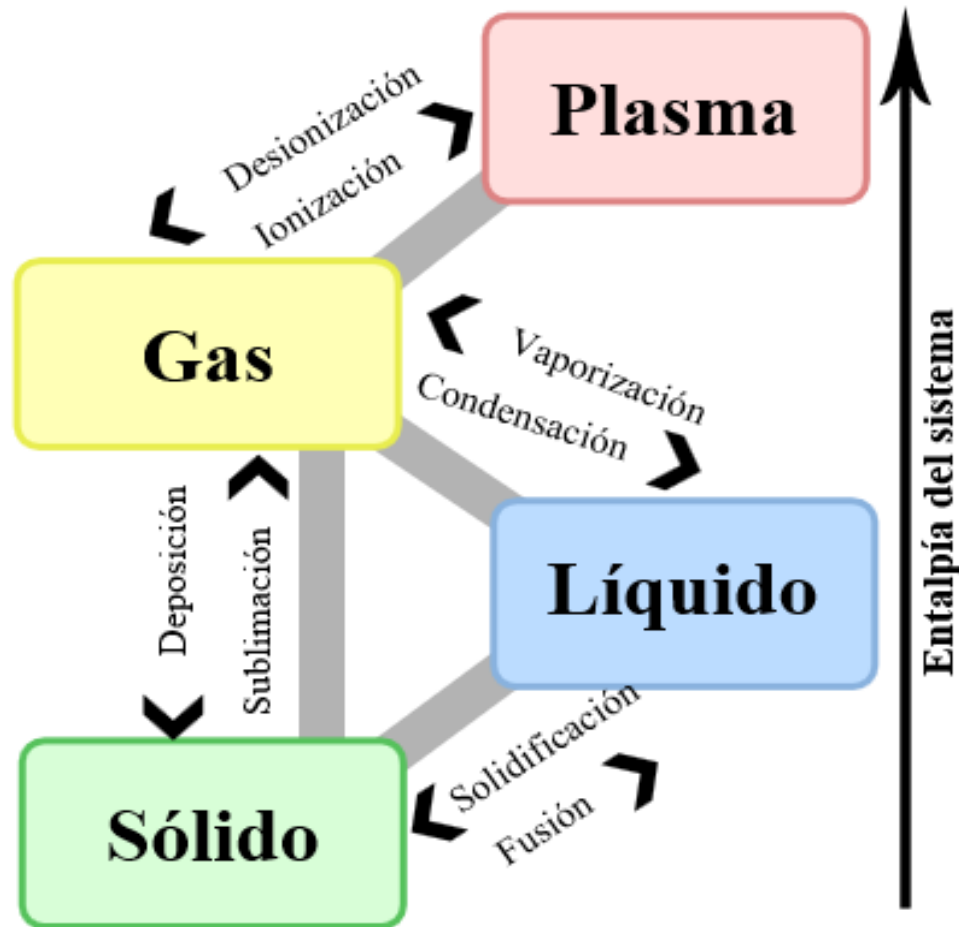 Plasma
Desionización
Ionización
Gas
Vaporización
Condensación
Deposición
Sublimación
Líquido
Entalpía del sistema
Solidificación
Fusión
Sólido